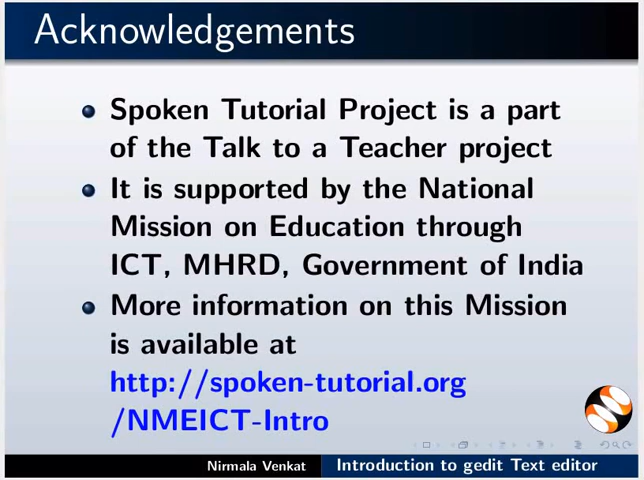 Acknowledgements
Spoken Tutorial Project is a part
of the Talk to a Teacher project
It is supported by the National
Mission on Education through
ICT, MHRD, Government of India
More information on this Mission
is available at
http://spoken-tutorial.org
/NMEICT-Intro
Nirmala Venkat Introduction to gedit Text editor